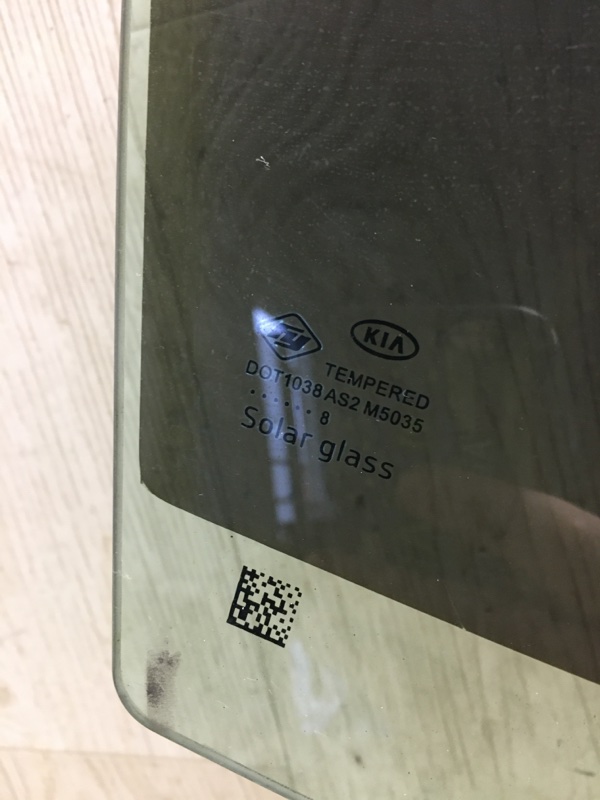 KIA
TEMPERED
DOT1038 AS2 M5035
...... 8
Solar glass